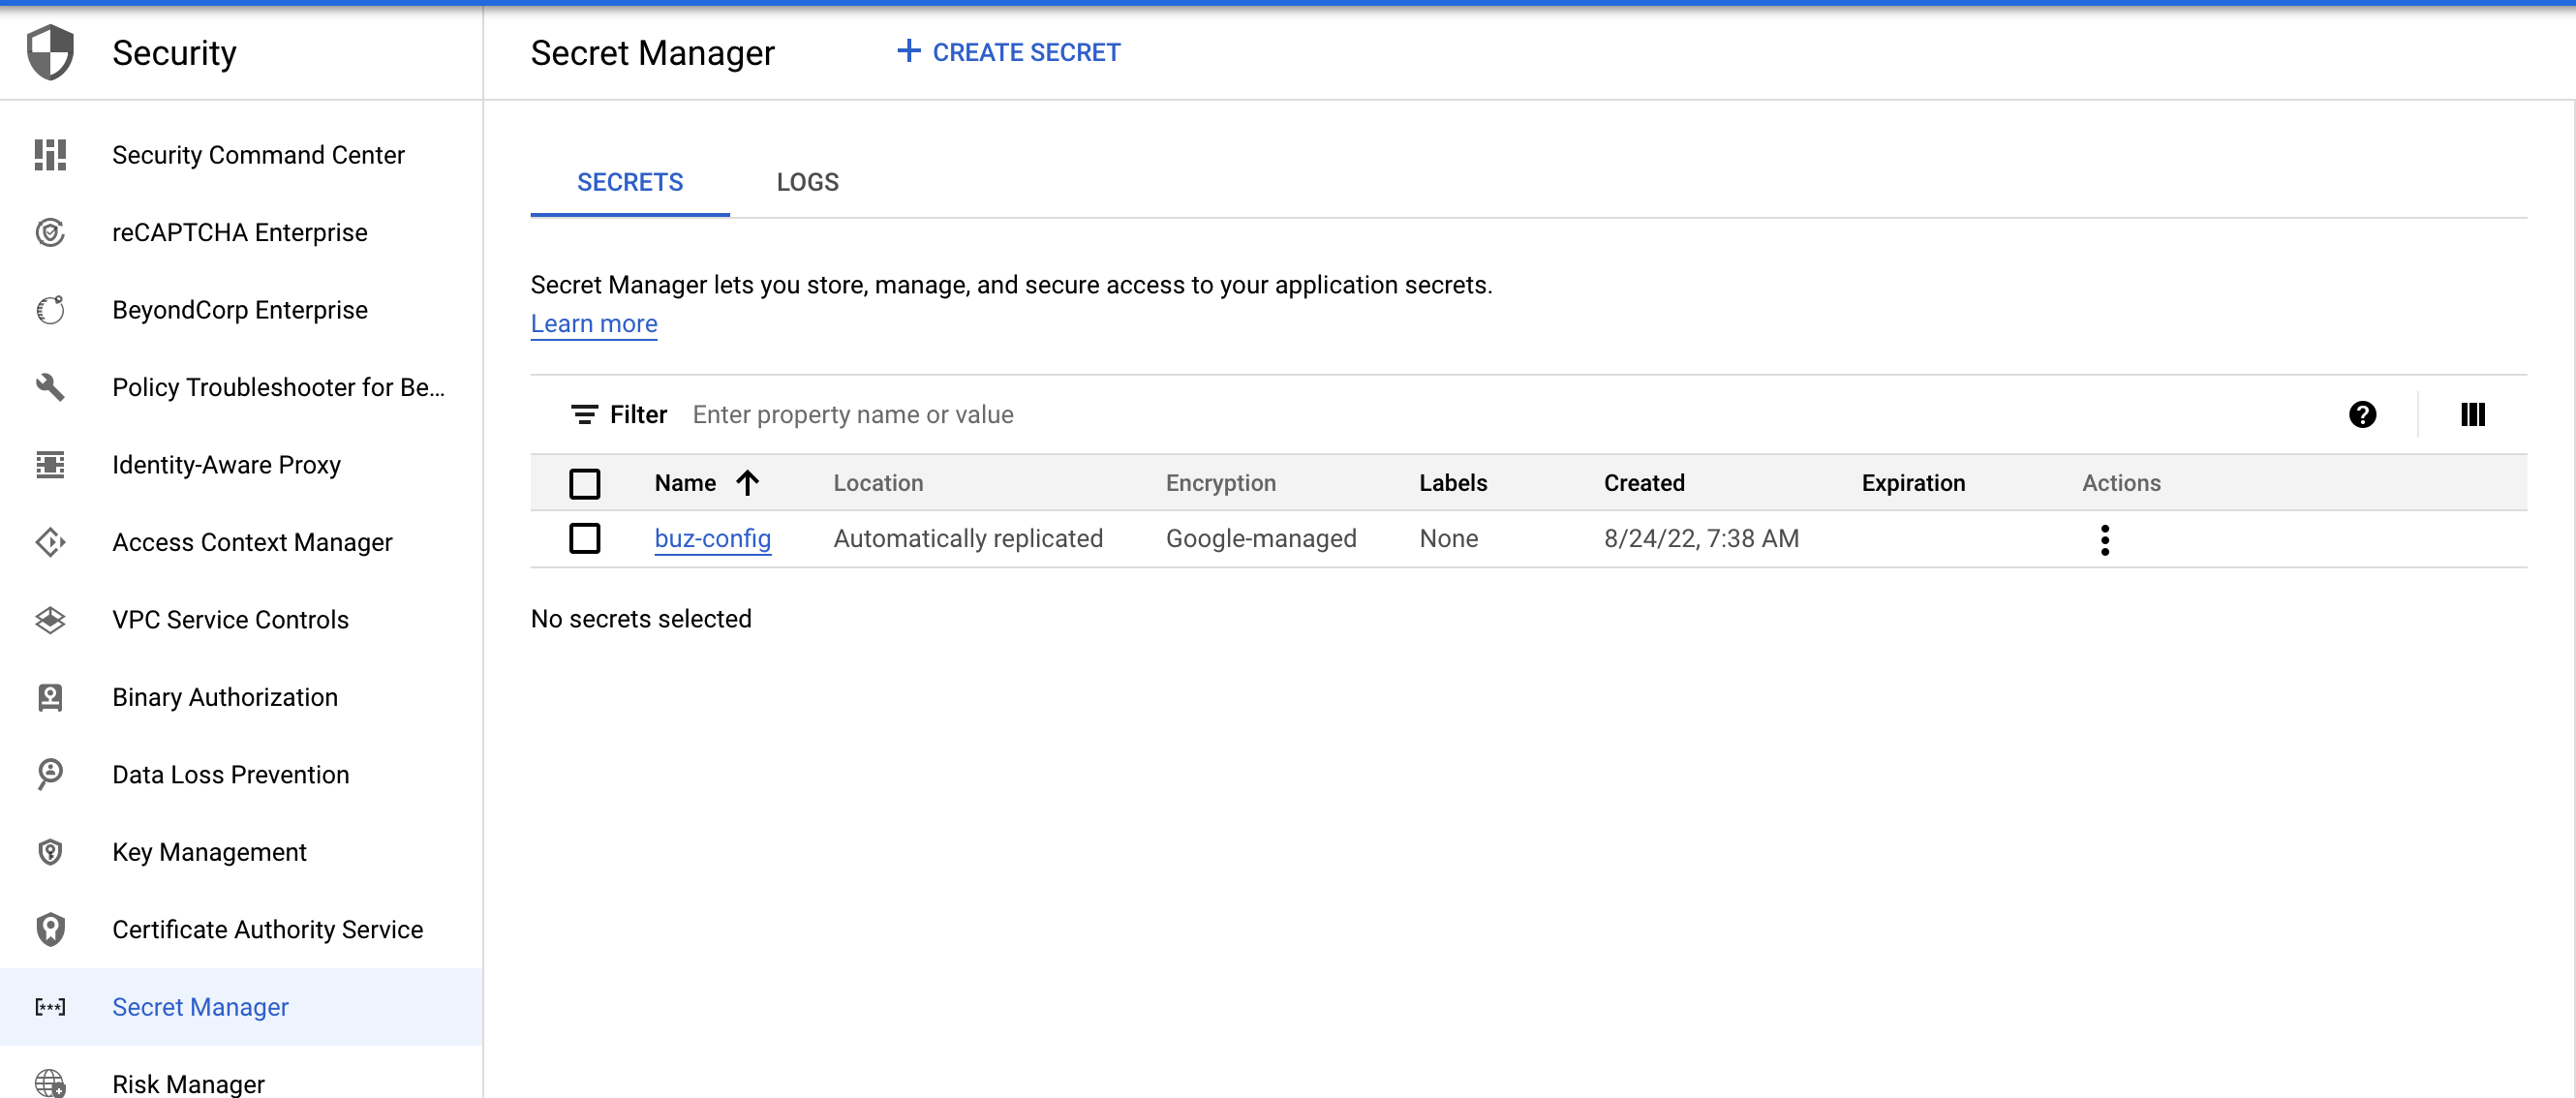 Security
Secret Manager
CREATE SECRET
Security Command Center
reCAPTCHA Enterprise
BeyondCorp Enterprise
Policy Troubleshooter for Be...
Identity-Aware Proxy
Access Context Manager
VPC Service Controls
Binary Authorization
Data Loss Prevention
Key Management
Certificate Authority Service
[***] Secret Manager
Risk Manager
SECRETS LOGS
Secret Manager lets you store, manage, and secure access to your application secrets.
Learn more
Filter Enter property name or value
Name Location Encryption Labels Created Expiration Actions
buz-config Automatically replicated Google-managed None 8/24/22, 7:38 AM
No secrets selected